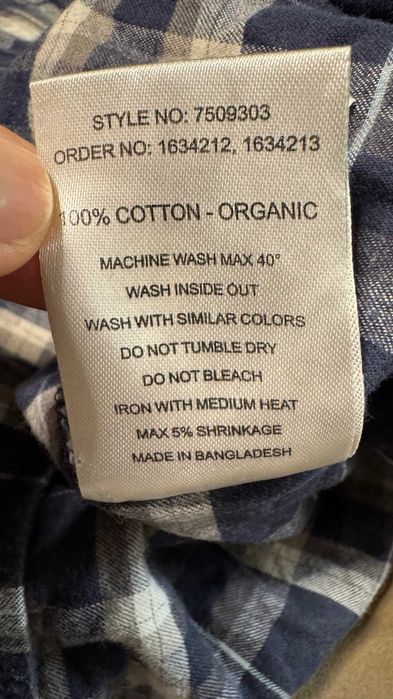 STYLE NO: 7509303
ORDER NO: 1634212, 1634213
100% COTTON - ORGANIC
MACHINE WASH MAX 40°
WASH INSIDE OUT
WASH WITH SIMILAR COLORS
DO NOT TUMBLE DRY
DO NOT BLEACH
IRON WITH MEDIUM HEAT
MAX 5% SHRINKAGE
MADE IN BANGLADESH